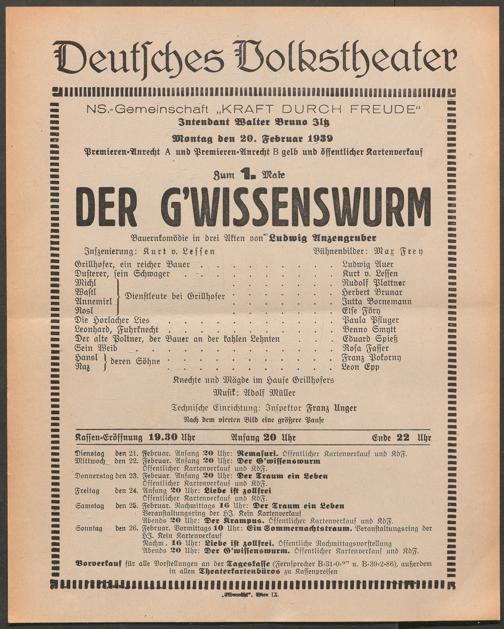 Deutsches Volkstheater
NS.-Gemeinschaft „KRAFT DURCH FREUDE“
Intendant Walter Bruno Iltz
Montag den 20. Februar 1939
Premieren-Anrecht A und Premieren-Anrecht B gelb und öffentlicher Kartenverkauf
Zum 1. Male
DER G'WISSENSWURM
Bauernkomödie in drei Akten von Ludwig Anzengruber
Inszenierung: Kurt v. Lessen Bühnenbilder: Max Frey
Grillhofer, ein reicher Bauer . . . . . . . Ludwig Auer
Dusterer, sein Schwager . . . . . . . Kurt v. Lessen
Michl Rudolf Plattner
Wastl Herbert Brunar
Annemirl Dienstleute bei Grillhofer . . . . . . . Jutta Bornemann
Rosl Else Föry
Die Horlacher Lies . . . . . . . Paula Pfluger
Leonhard, Fuhrknecht . . . . . . . Benno Smytt
Der alte Poltner, der Bauer an der kahlen Lehnten . . . . Eduard Spieß
Sein Weib . . . . . . . Rosa Fasser
Hansl deren Söhne . . . . . . . Franz Pokorny
Naz Leon Epp
Knechte und Mägde im Hause Grillhofers
Musik: Adolf Müller
Technische Einrichtung: Inspektor Franz Unger
Nach dem vierten Bild eine größere Pause
Kassen-Eröffnung 19.30 Uhr Anfang 20 Uhr Ende 22 Uhr
Dienstag den 21. Februar. Anfang 20 Uhr: Remasuri. Öffentlicher Kartenverkauf und KdF.
Mittwoch den 22. Februar. Anfang 20 Uhr: Der G'wissenswurm
Öffentlicher Kartenverkauf und KdF.
Donnerstag den 23. Februar. Anfang 20 Uhr: Der Traum ein Leben
Öffentlicher Kartenverkauf und KdF.
Freitag den 24. Anfang 20 Uhr: Liebe ist zollfrei
Öffentlicher Kartenverkauf und KdF.
Samstag den 25. Februar. Nachmittags 16 Uhr: Der Traum ein Leben
Veranstaltungsring der HJ. Kein Kartenverkauf
Abends 20 Uhr: Der Krampus. Öffentlicher Kartenverkauf und KdF.
Sonntag den 26. Februar. Vormittags 10 Uhr: Ein Sommernachtstraum. Veranstaltungsring der
HJ. Kein Kartenverkauf
Nachm. 16 Uhr: Liebe ist zollfrei. Öffentliche Nachmittagsvorstellung
Abends 20 Uhr: Der G'wissenswurm. Öffentlicher Kartenverkauf und KdF.
Vorverkauf für alle Vorstellungen an der Tageskasse (Fernsprecher u. B-39-2-86), außerdem
in allen Theaterkartenbüros zu Kassenpreisen
Wien IX.